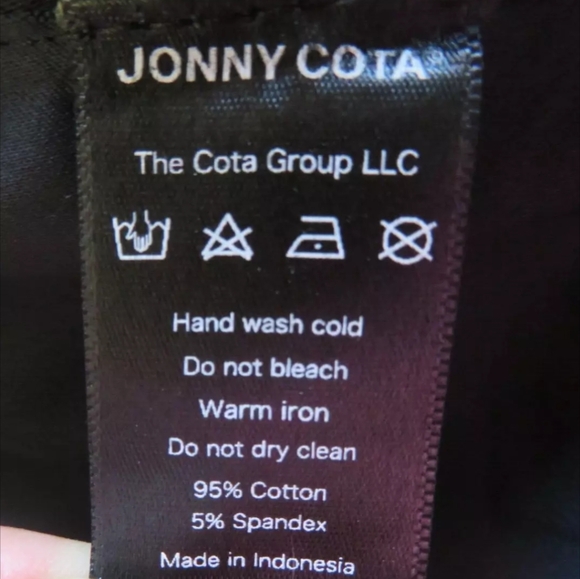 JONNY COTA®
The Cota Group LLC
Hand wash cold
Do not bleach
Warm iron
Do not dry clean
95% Cotton
5% Spandex
Made in Indonesia